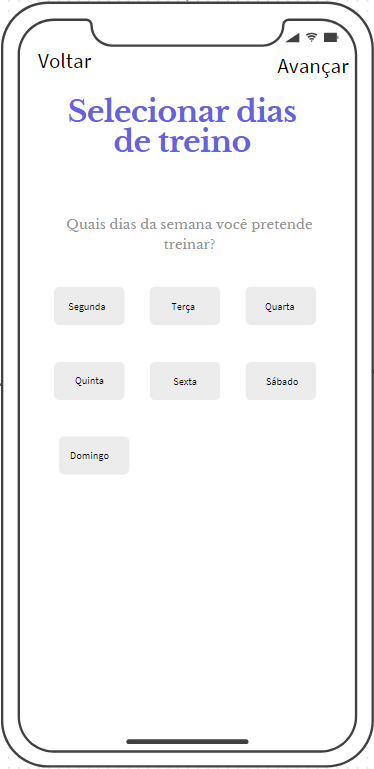 Voltar
Avançar
Selecionar dias
de treino
Quais dias da semana você pretende
treinar?
Segunda
Terça
Quarta
Quinta
Sexta
Sábado
Domingo